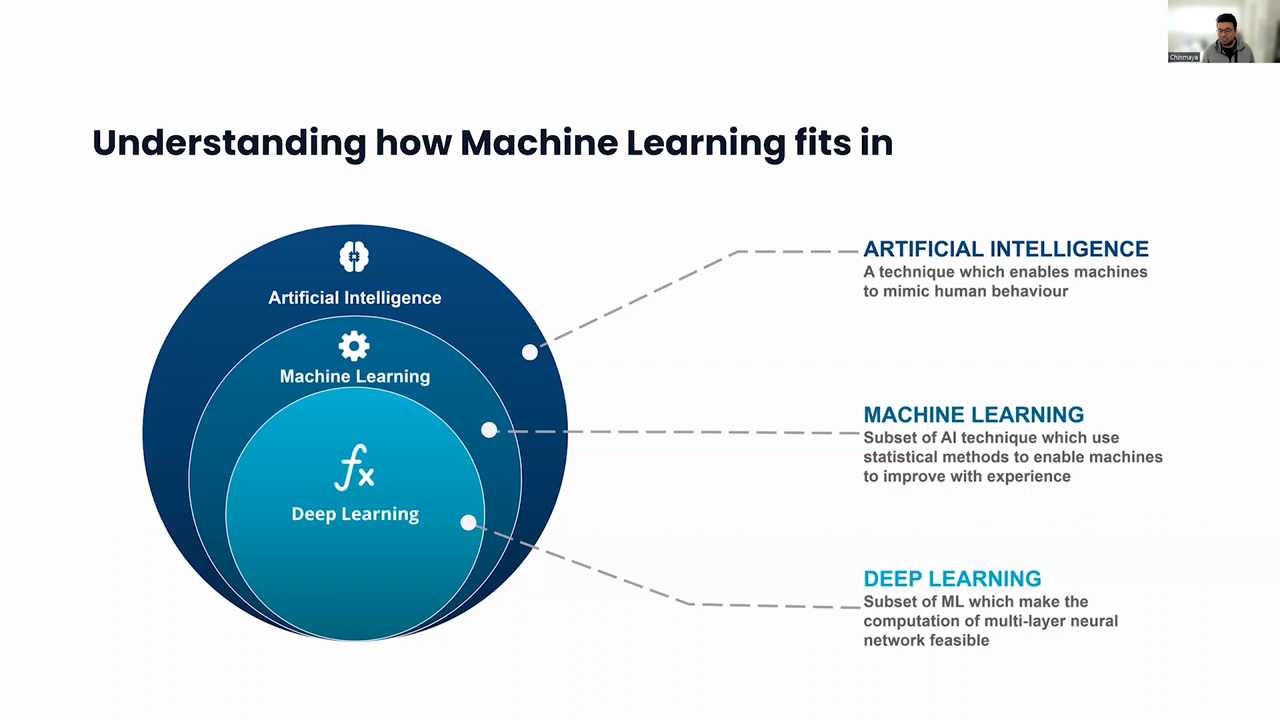 Chinmaya
Understanding how Machine Learning fits in
Artificial Intelligence
Machine Learning
fx
Deep Learning
ARTIFICIAL INTELLIGENCE
A technique which enables machines
to mimic human behaviour
MACHINE LEARNING
Subset of AI technique which use
statistical methods to enable machines
to improve with experience
DEEP LEARNING
Subset of ML which make the
computation of multi-layer neural
network feasible